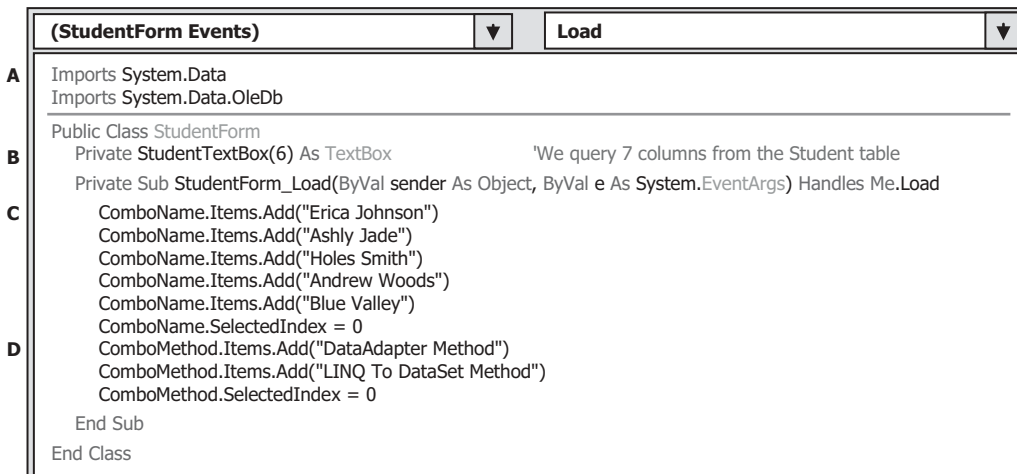 (StudentForm Events) Load
A Imports System.Data
Imports System.Data.OleDb
Public Class StudentForm
B Private StudentTextBox(6) As TextBox 'We query 7 columns from the Student table
Private Sub StudentForm_Load(ByVal sender As Object, ByVal e As System.EventArgs) Handles Me.Load
C ComboName.Items.Add("Erica Johnson")
ComboName.Items.Add("Ashly Jade")
ComboName.Items.Add("Holes Smith")
ComboName.Items.Add("Andrew Woods")
ComboName.Items.Add("Blue Valley")
ComboName.SelectedIndex = 0
D ComboMethod.Items.Add("DataAdapter Method")
ComboMethod.Items.Add("LINQ To DataSet Method")
ComboMethod.SelectedIndex = 0
End Sub
End Class